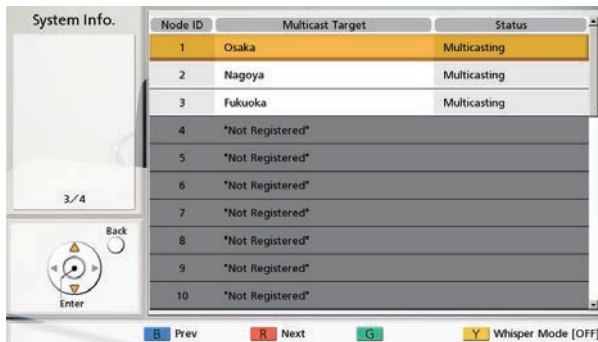 System Info.
Node ID Multicast Target Status
1 Osaka Multicasting
2 Nagoya Multicasting
3 Fukuoka Multicasting
4 "Not Registered"
5 "Not Registered"
6 "Not Registered"
7 "Not Registered"
8 "Not Registered"
9 "Not Registered"
10 "Not Registered"
3/4
Back
Enter
B Prev R Next G Y Whisper Mode [OFF]